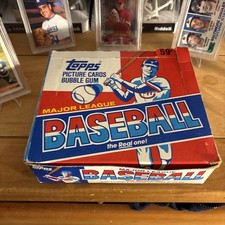 Topps
PICTURE CARDS
BUBBLE GUM
MAJOR LEAGUE
BASEBALL
the Real one!
BASEBALL